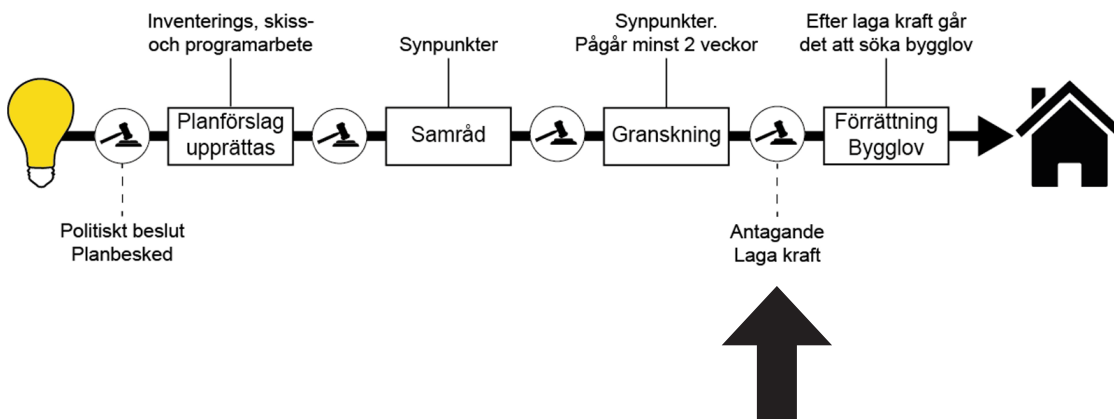 Inventerings, skiss-
och programarbete
Synpunkter
Synpunkter.
Pågår minst 2 veckor
Efter laga kraft går
det att söka bygglov
Planförslag
upprättas
Samråd
Granskning
Förrättning
Bygglov
Politiskt beslut
Planbesked
Antagande
Laga kraft